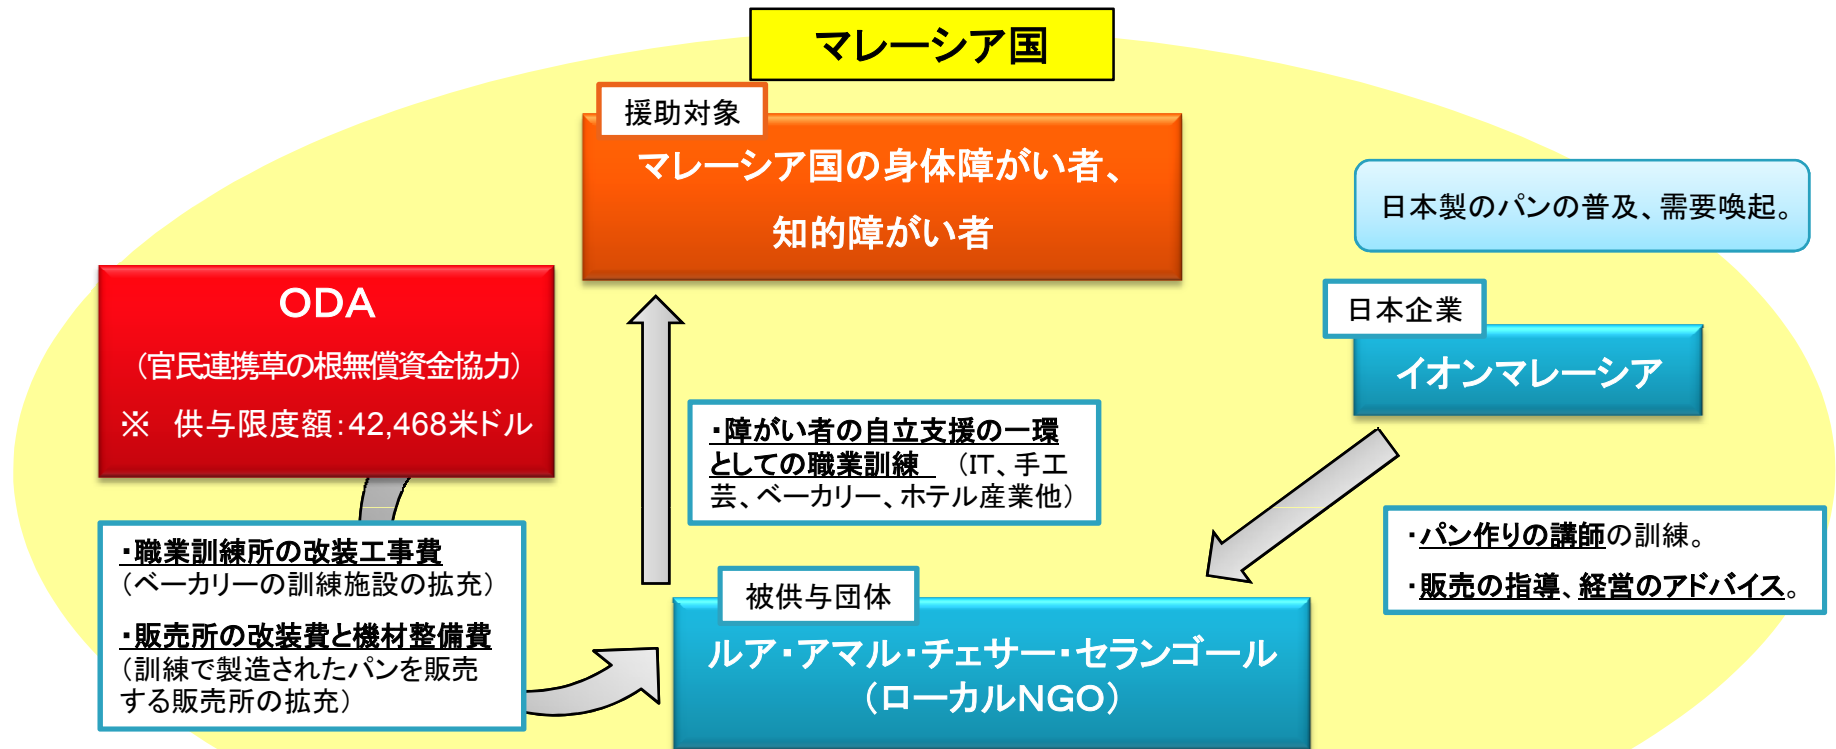 マレーシア国
援助対象
マレーシア国の身体障がい者、
知的障がい者
日本製のパンの普及、需要喚起。
日本企業
イオンマレーシア
ODA
（官民連携草の根無償資金協力）
※　供与限度額：42,468米ドル
・障がい者の自立支援の一環
としての職業訓練　（IT、手工
芸、ベーカリー、ホテル産業他）
・パン作りの講師の訓練。
・販売の指導、経営のアドバイス。
・職業訓練所の改装工事費
（ベーカリーの訓練施設の拡充）
・販売所の改装費と機材整備費
（訓練で製造されたパンを販売
する販売所の拡充）
被供与団体
ルア・アマル・チェサー・セランゴール
（ローカルNGO）